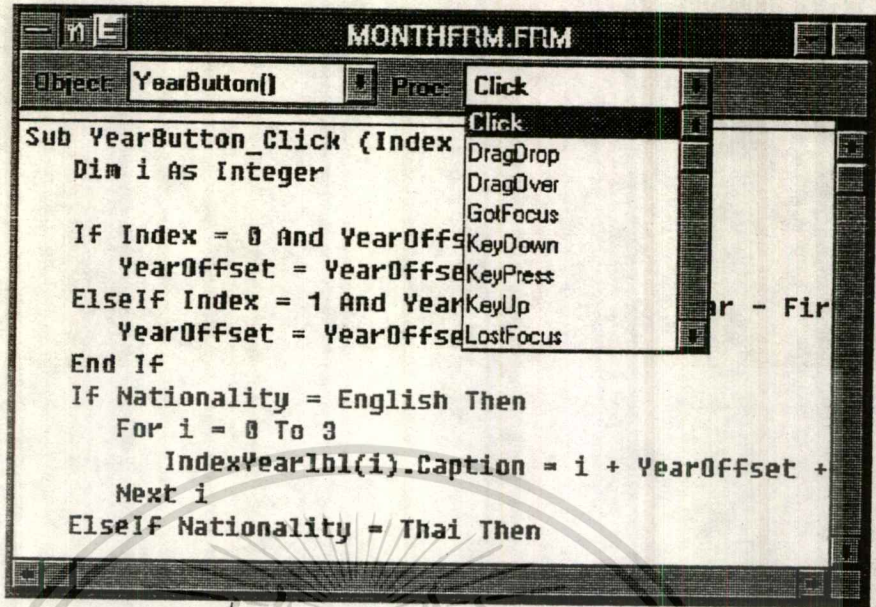 ก E MONTHFRM.FRM
Object: YearButton() Proc: Click
Click
DragDrop
DragOver
GotFocus
KeyDown
KeyPress
KeyUp
LostFocus
Sub YearButton_Click (Index
Dim i As Integer
If Index = 0 And YearOffs
YearOffset = YearOffse
ElseIf Index = 1 And Year ar - Fir
YearOffset = YearOffse
End If
If Nationality = English Then
For i = 0 To 3
IndexYearlbl(i).Caption = i + YearOffset +
Next i
ElseIf Nationality = Thai Then